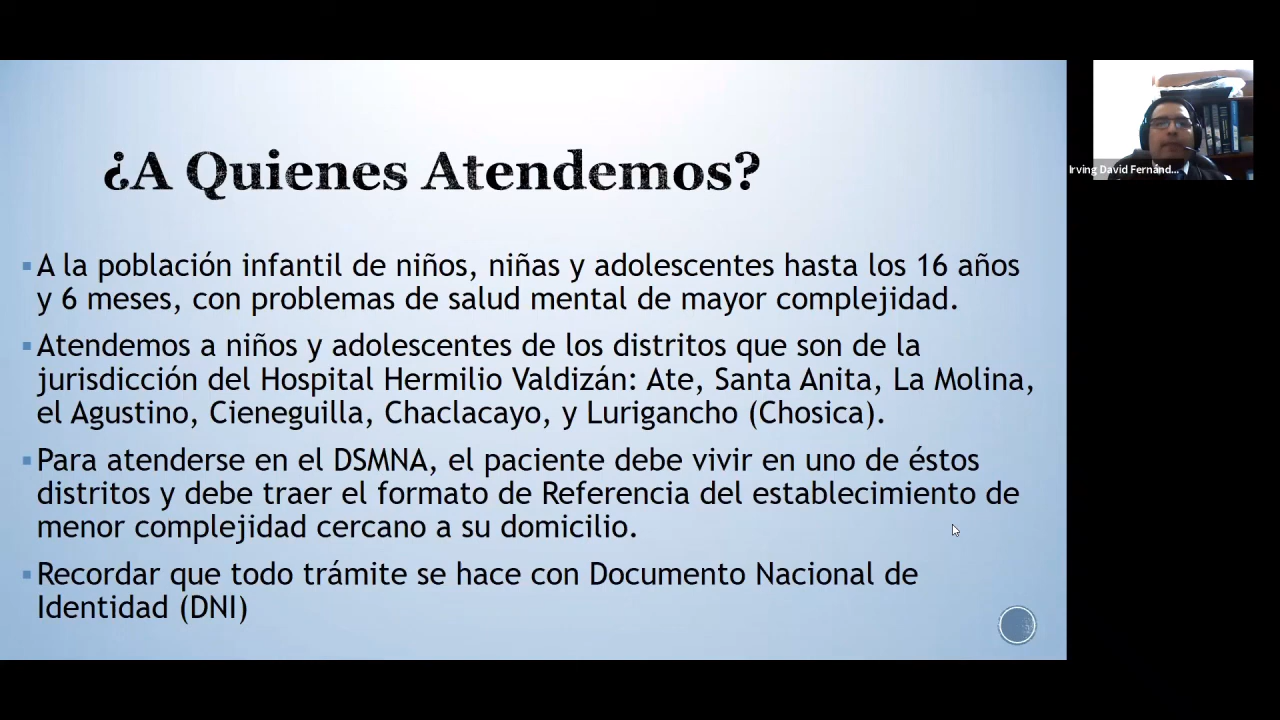 ¿A Quienes Atendemos?
A la población infantil de niños, niñas y adolescentes hasta los 16 años
y 6 meses, con problemas de salud mental de mayor complejidad.
Atendemos a niños y adolescentes de los distritos que son de la
jurisdicción del Hospital Hermilio Valdizán: Ate, Santa Anita, La Molina,
el Agustino, Cieneguilla, Chaclacayo, y Lurigancho (Chosica).
Para atenderse en el DSMNA, el paciente debe vivir en uno de éstos
distritos y debe traer el formato de Referencia del establecimiento de
menor complejidad cercano a su domicilio.
Recordar que todo trámite se hace con Documento Nacional de
Identidad (DNI)
Irving David Fernánd...